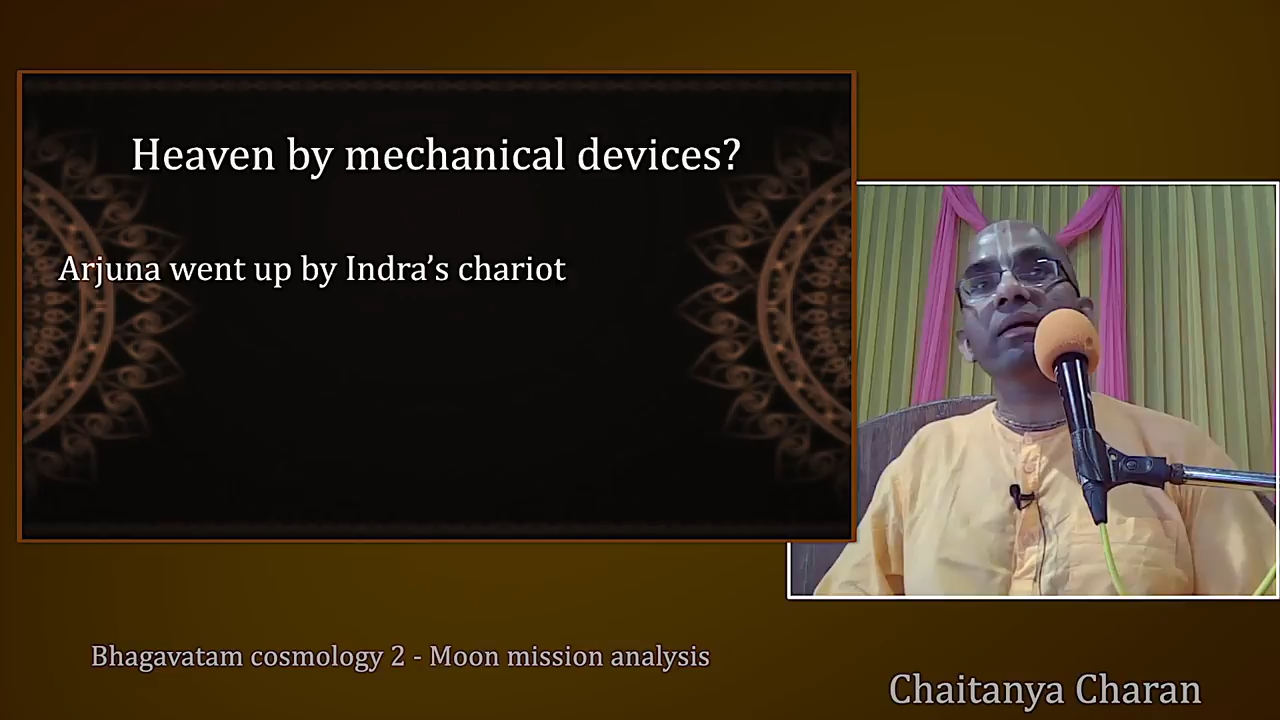 Heaven by mechanical devices?
Arjuna went up by Indra’s chariot
Bhagavatam cosmology 2 - Moon mission analysis
Chaitanya Charan